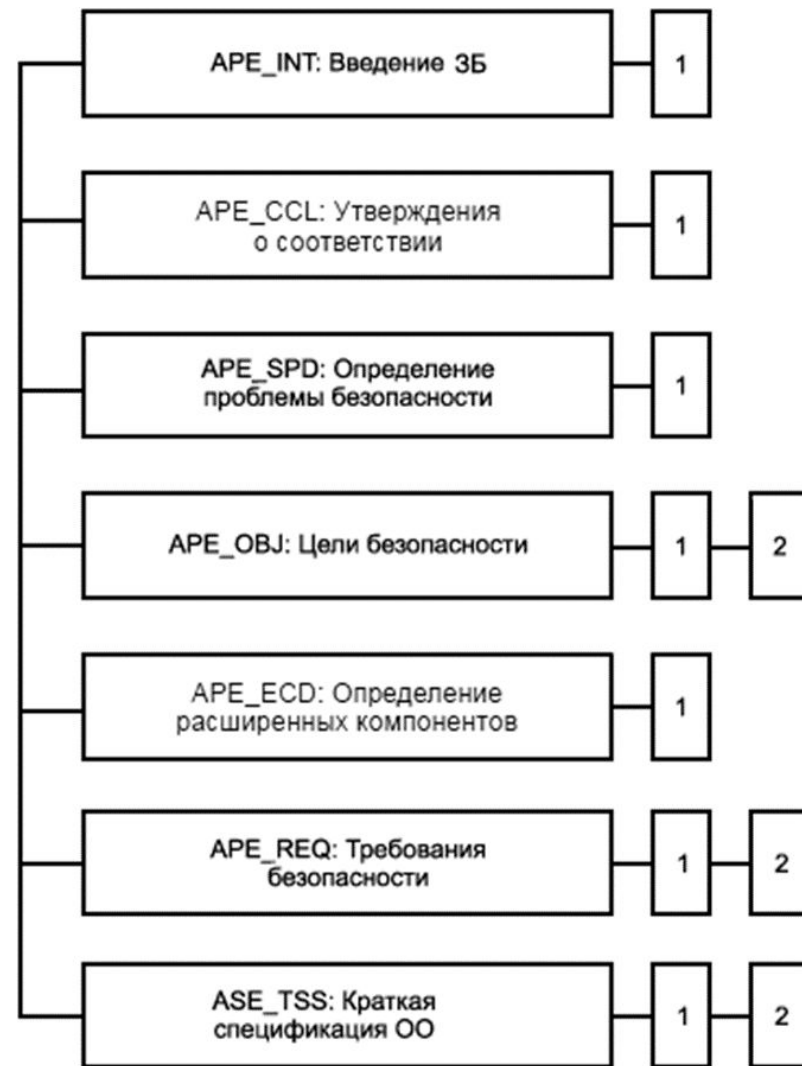 APE_INT: Введение ЗБ
1
APE_CCL: Утверждения
о соответствии
1
APE_SPD: Определение
проблемы безопасности
1
APE_OBJ: Цели безопасности
1
2
APE_ECD: Определение
расширенных компонентов
1
APE_REQ: Требования
безопасности
1
2
ASE_TSS: Краткая
спецификация ОО
1
2